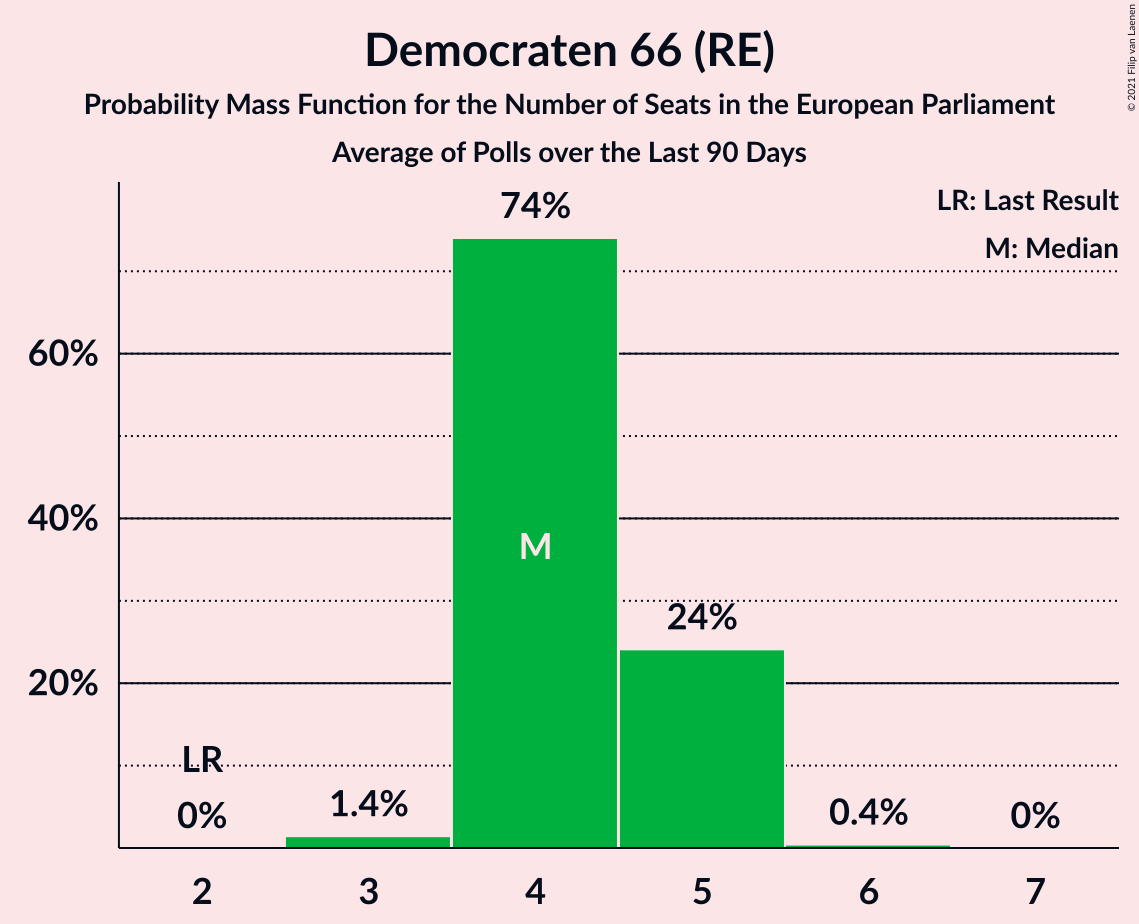 Democraten 66 (RE)
Probability Mass Function for the Number of Seats in the European Parliament
Average of Polls over the Last 90 Days
© 2021 Filip van Laenen
LR: Last Result
M: Median
74%
60%
40%
M
24%
20%
LR
0%
1.4%
0.4%
0%
2 3 4 5 6 7